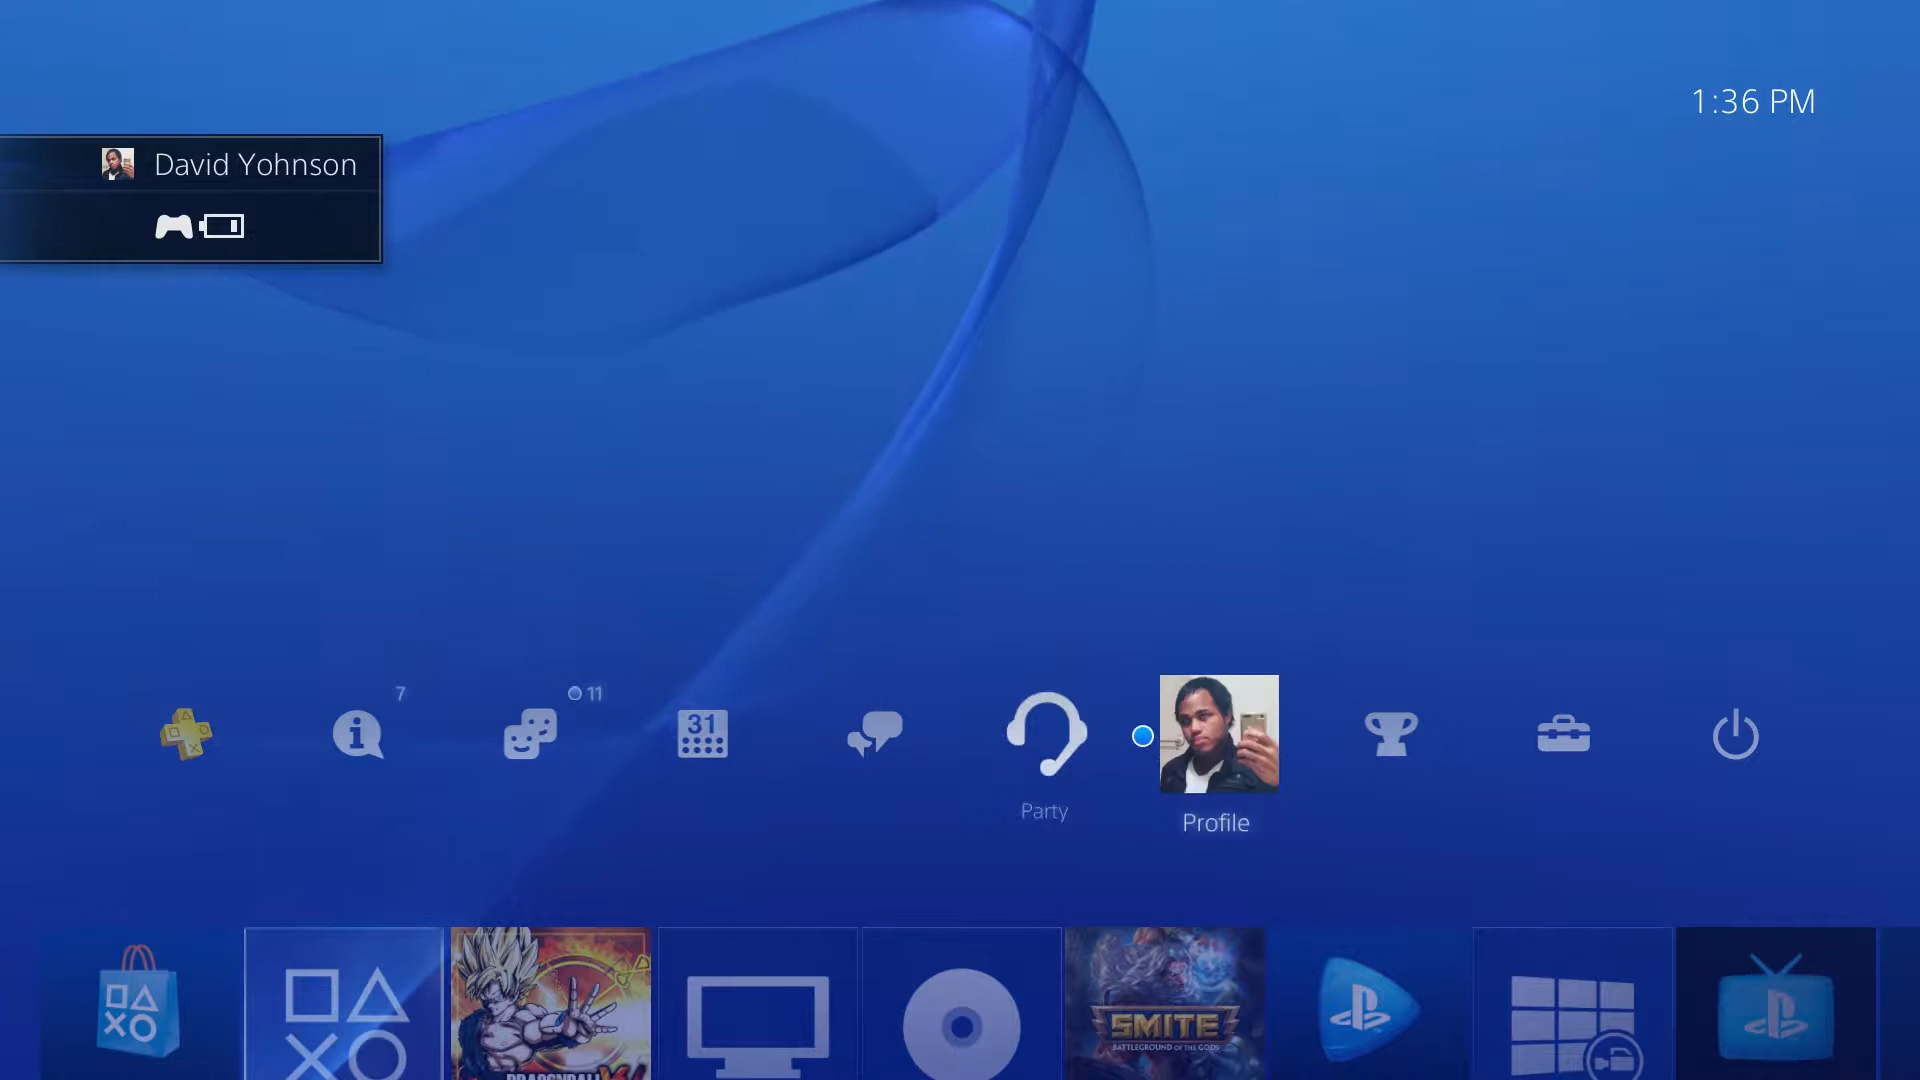 1:36 PM
David Yohnson
7
11
31
Party
Profile
SMITE
BATTLEGROUND OF THE GODS